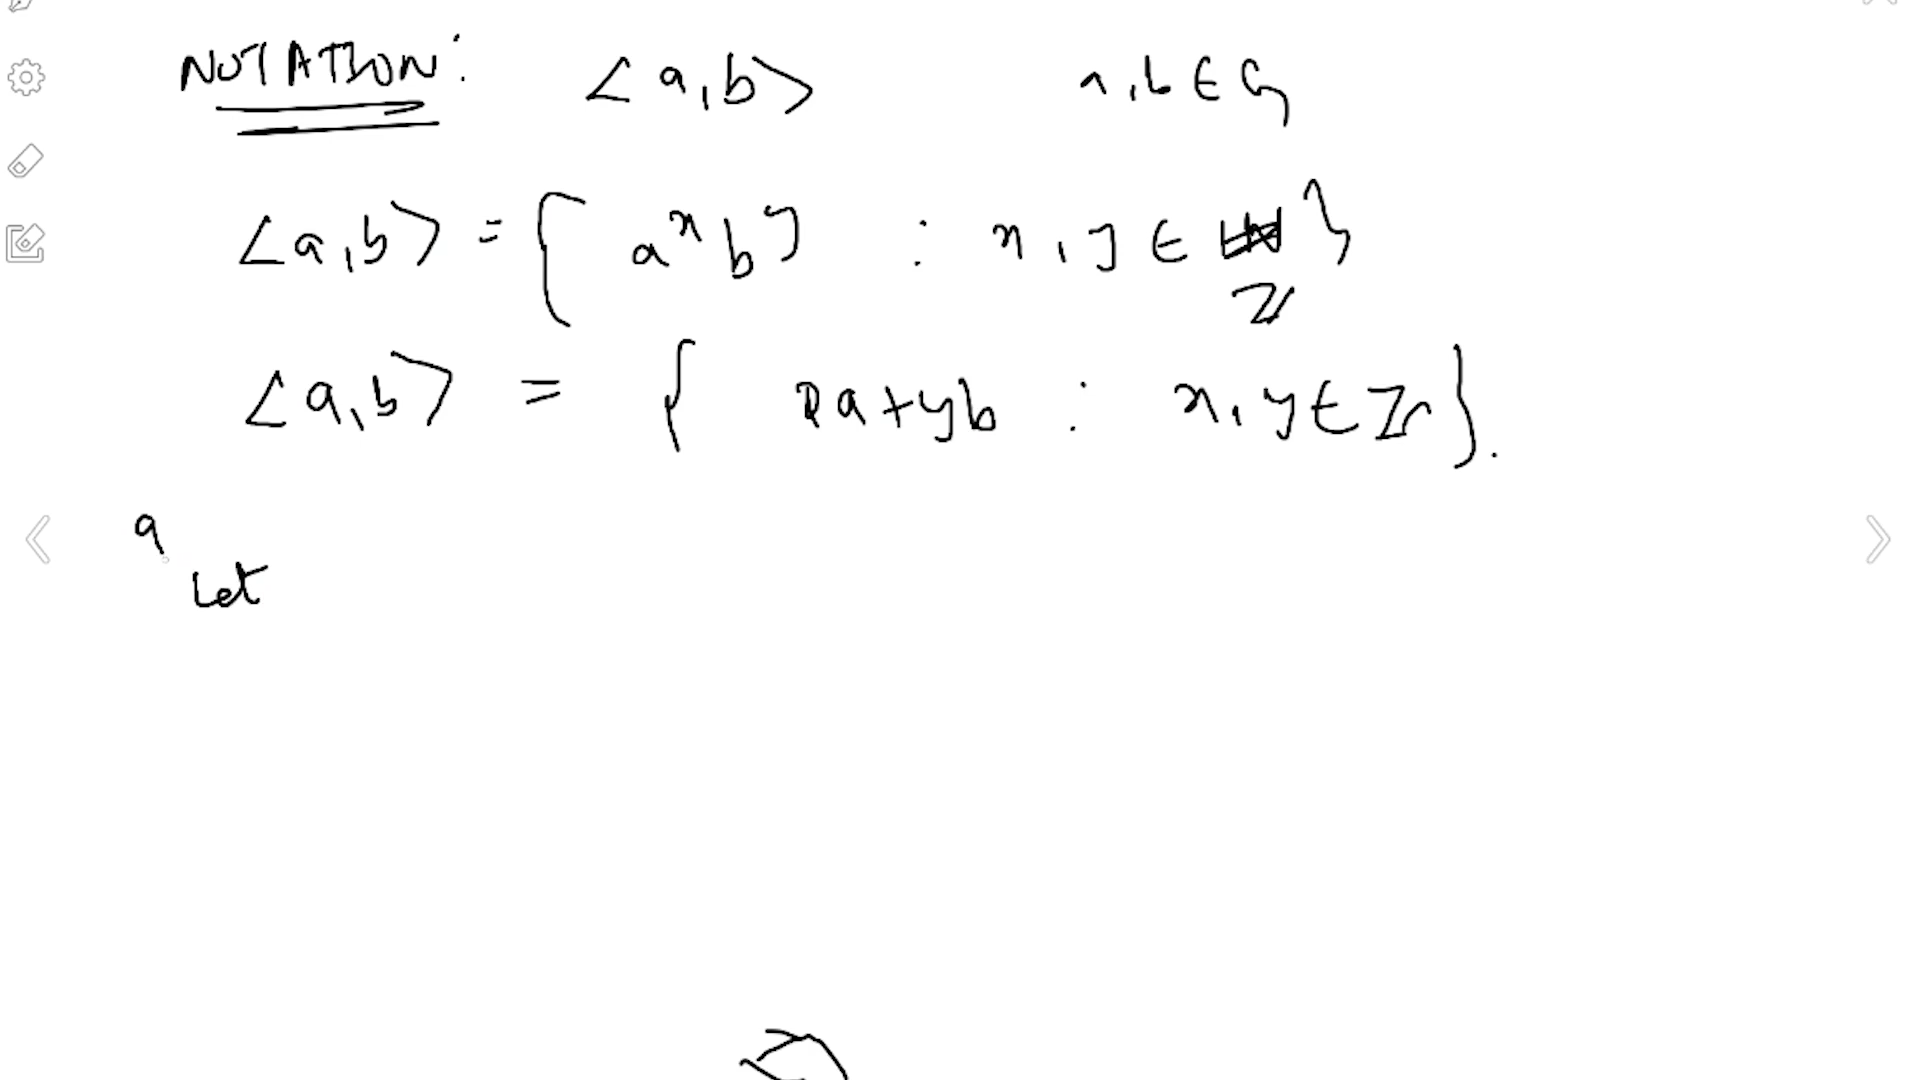 NOTATION: <a,b> a,b ∈ G
<a,b> = { a^x b^y : x, y ∈ Z }
<a,b> = { xa+yb : x, y ∈ Z }.
a
Let